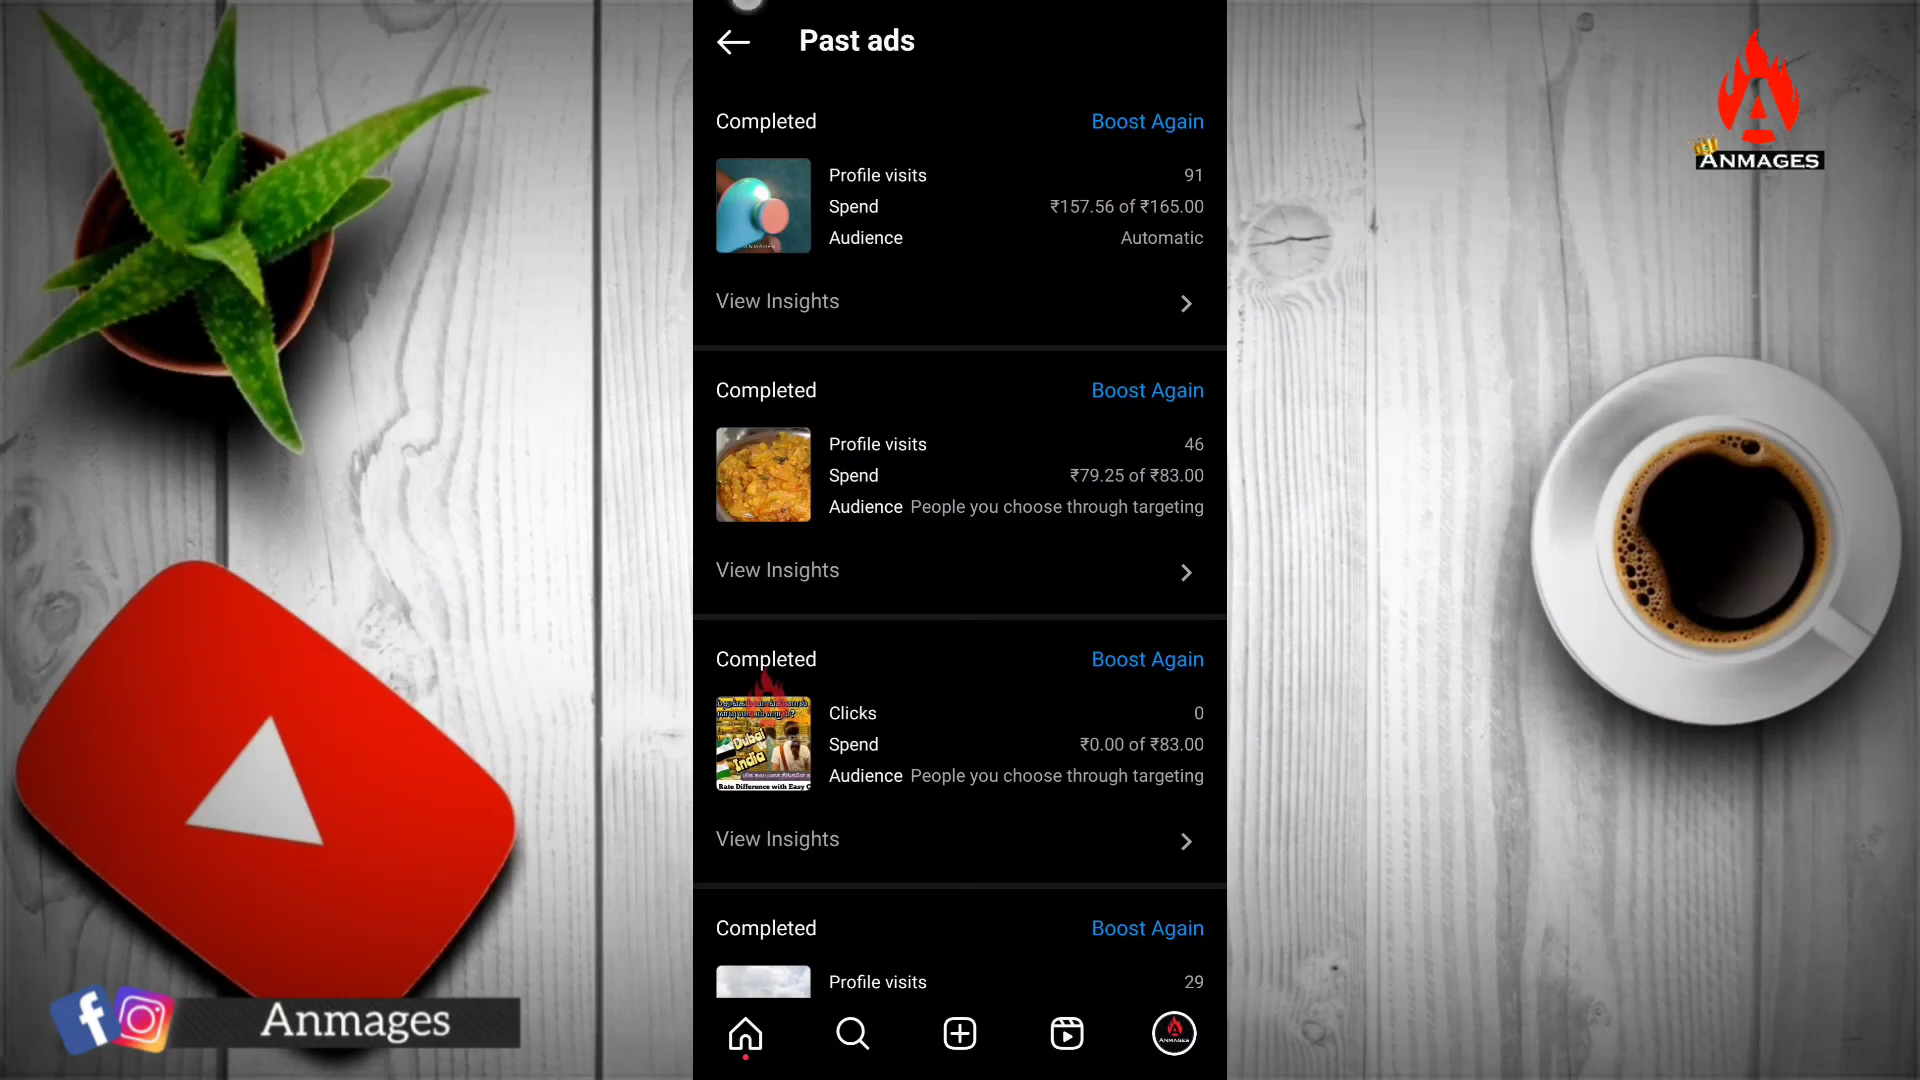 Past ads
Completed Boost Again
Profile visits 91
Spend ₹157.56 of ₹165.00
Audience Automatic
ANMAGES
View Insights
Completed Boost Again
Profile visits 46
Spend ₹79.25 of ₹83.00
Audience People you choose through targeting
View Insights
Completed Boost Again
Clicks 0
Spend ₹0.00 of ₹83.00
Audience People you choose through targeting
Dubai
India
Rate Difference with Easy
View Insights
Completed Boost Again
Profile visits 29
ANMAGES
ANMAGES
Anmages